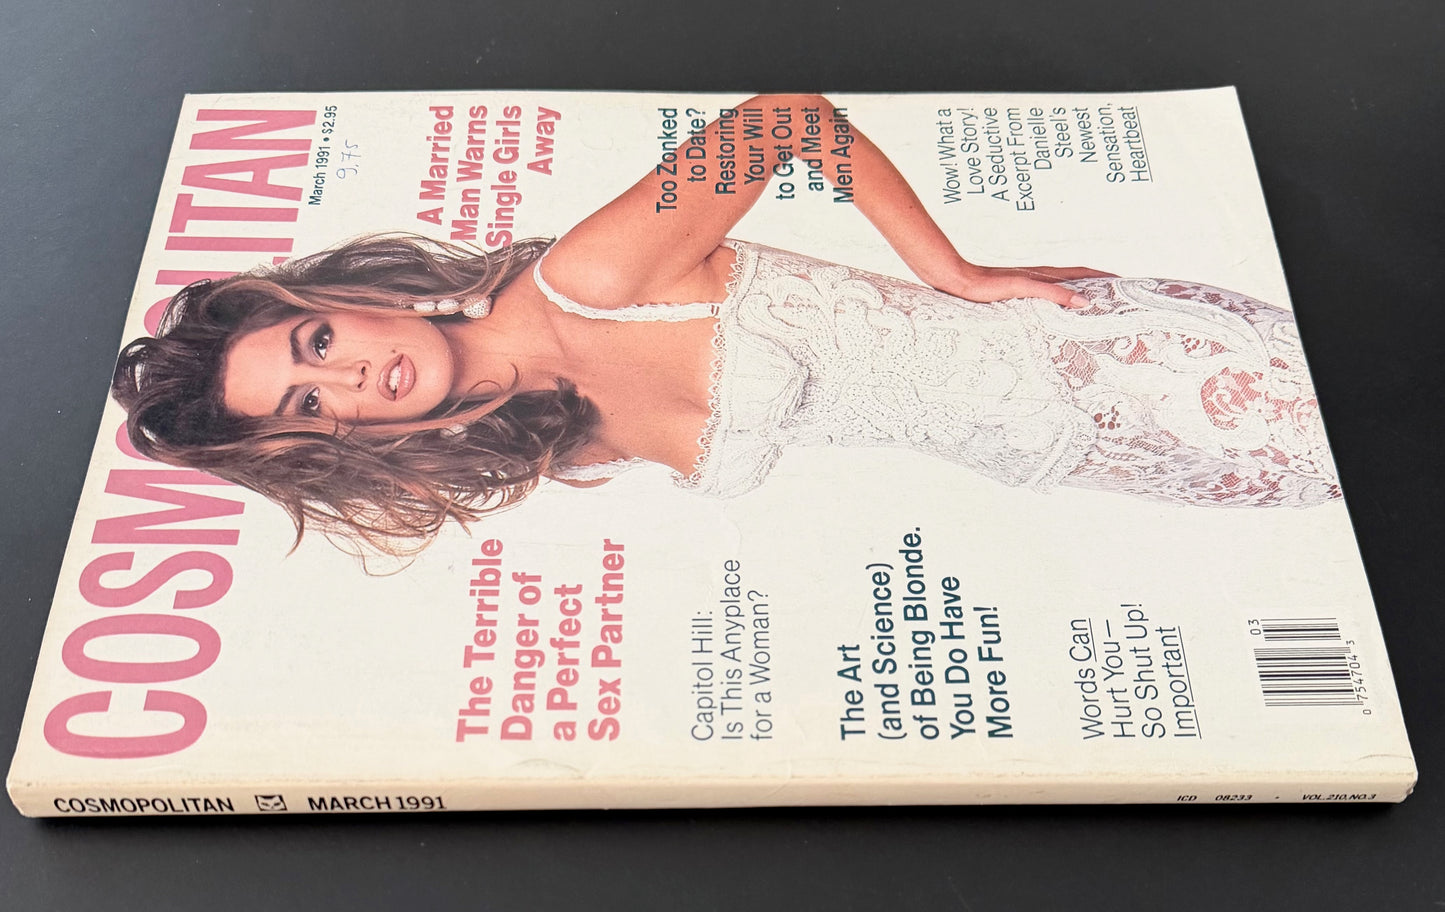 COSMOPOLITAN
March 1991 • $2.95
9.75
A Married
Man Warns
Single Girls
Away
Too Zonked
to Date?
Restoring
Your Will
to Get Out
and Meet
Men Again
Wow! What a
Love Story!
A Seductive
Excerpt From
Danielle
Steel's
Newest
Sensation,
Heartbeat
The Terrible
Danger of
a Perfect
Sex Partner
Capitol Hill:
Is This Anyplace
for a Woman?
The Art
(and Science)
of Being Blonde.
You Do Have
More Fun!
Words Can
Hurt You—
So Shut Up!
Important
03
0 754704 3
COSMOPOLITAN MARCH 1991 ICD 08233 • VOL. 210, NO. 3